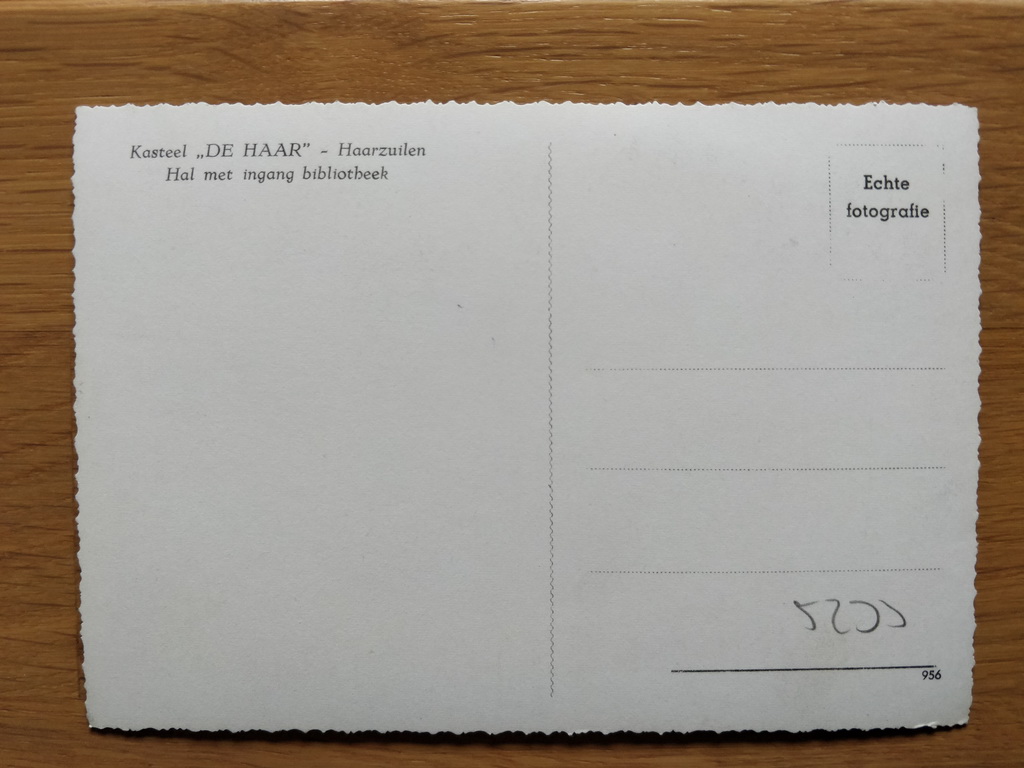 Kasteel „DE HAAR” - Haarzuilen
Hal met ingang bibliotheek
Echte
fotografie
956